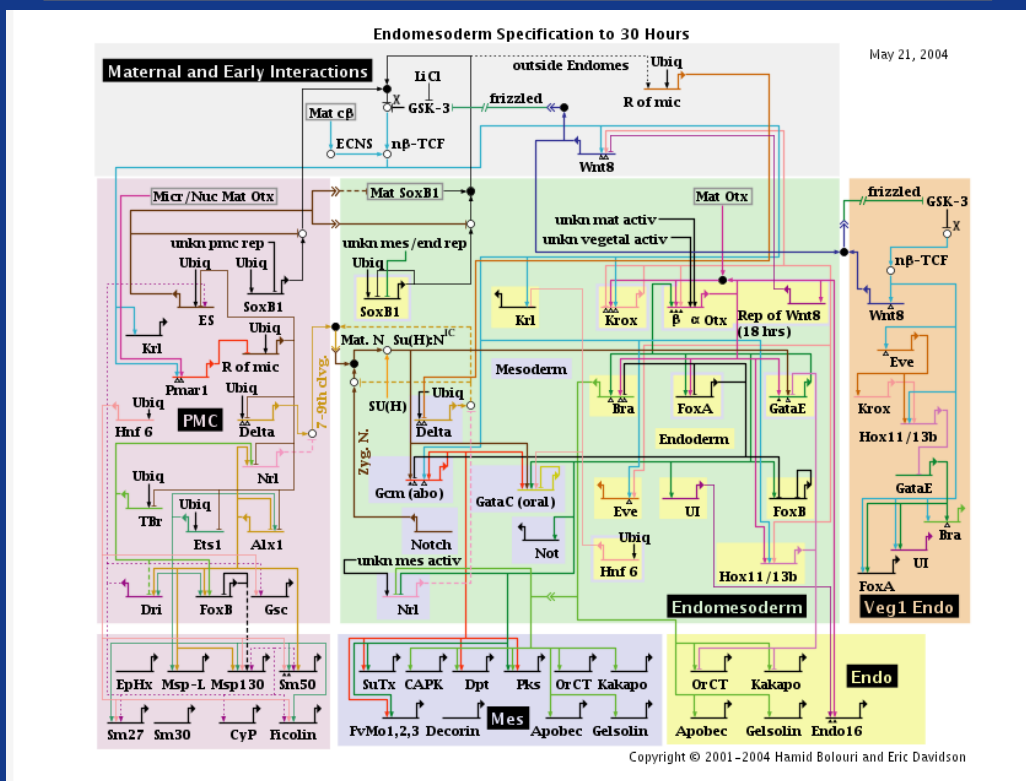 Endomesoderm Specification to 30 Hours
May 21, 2004
Maternal and Early Interactions
LiCl
outside Endomes
Ubiq
X
GSK-3
frizzled
R of mic
Mat cβ
ECNS
nβ-TCF
Wnt8
Micr/Nuc Mat Otx
Mat SoxB1
Mat Otx
frizzled
GSK-3
X
unkn mat activ
unkn pmc rep
unkn mes/end rep
unkn vegetal activ
Ubiq
Ubiq
Ubiq
nβ-TCF
ES
SoxB1
SoxB1
Krl
Krox
β
α Otx
Rep of Wnt8
(18 hrs)
Wnt8
Krl
Ubiq
R of mic
Mat. N
Su(H):N
IC
Eve
Pmar1
Mesoderm
Ubiq
Ubiq
7-9th clvg.
SU(H)
Ubiq
Bra
FoxA
GataE
Krox
Hnf 6
PMC
Delta
Delta
Endoderm
Hox11/13b
Nrl
Zyg. N.
Gcm (abo)
GataC (oral)
Eve
UI
FoxB
GataE
Ubiq
TBr
Ubiq
Ets1
Alx1
Notch
Not
Ubiq
Hnf 6
Hox11/13b
Bra
UI
FoxA
unkn mes activ
Dri
FoxB
Gsc
Nrl
Endomesoderm
Veg1 Endo
EpHx
Msp-L
Msp130
Sm50
SuTx
CAPK
Dpt
Pks
OrCT
Kakapo
OrCT
Kakapo
Endo
Sm27
Sm30
CyP
Ficolin
FvMo1,2,3
Decorin
Mes
Apobec
Gelsolin
Apobec
Gelsolin
Endo16
Copyright © 2001-2004 Hamid Bolouri and Eric Davidson